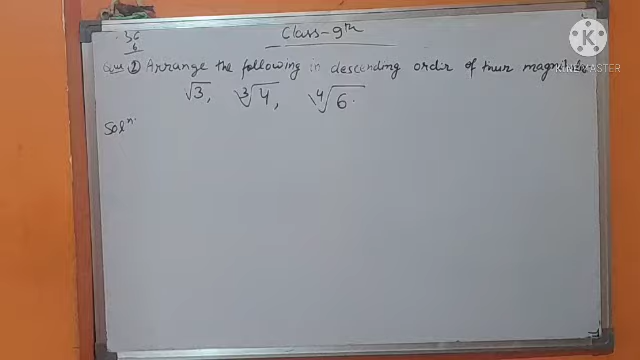 Class-9th
36
6
Que ① Arrange the following in descending order of their magnitude
√3, ∛4, ∜6.
Solⁿ.
KINEMASTER